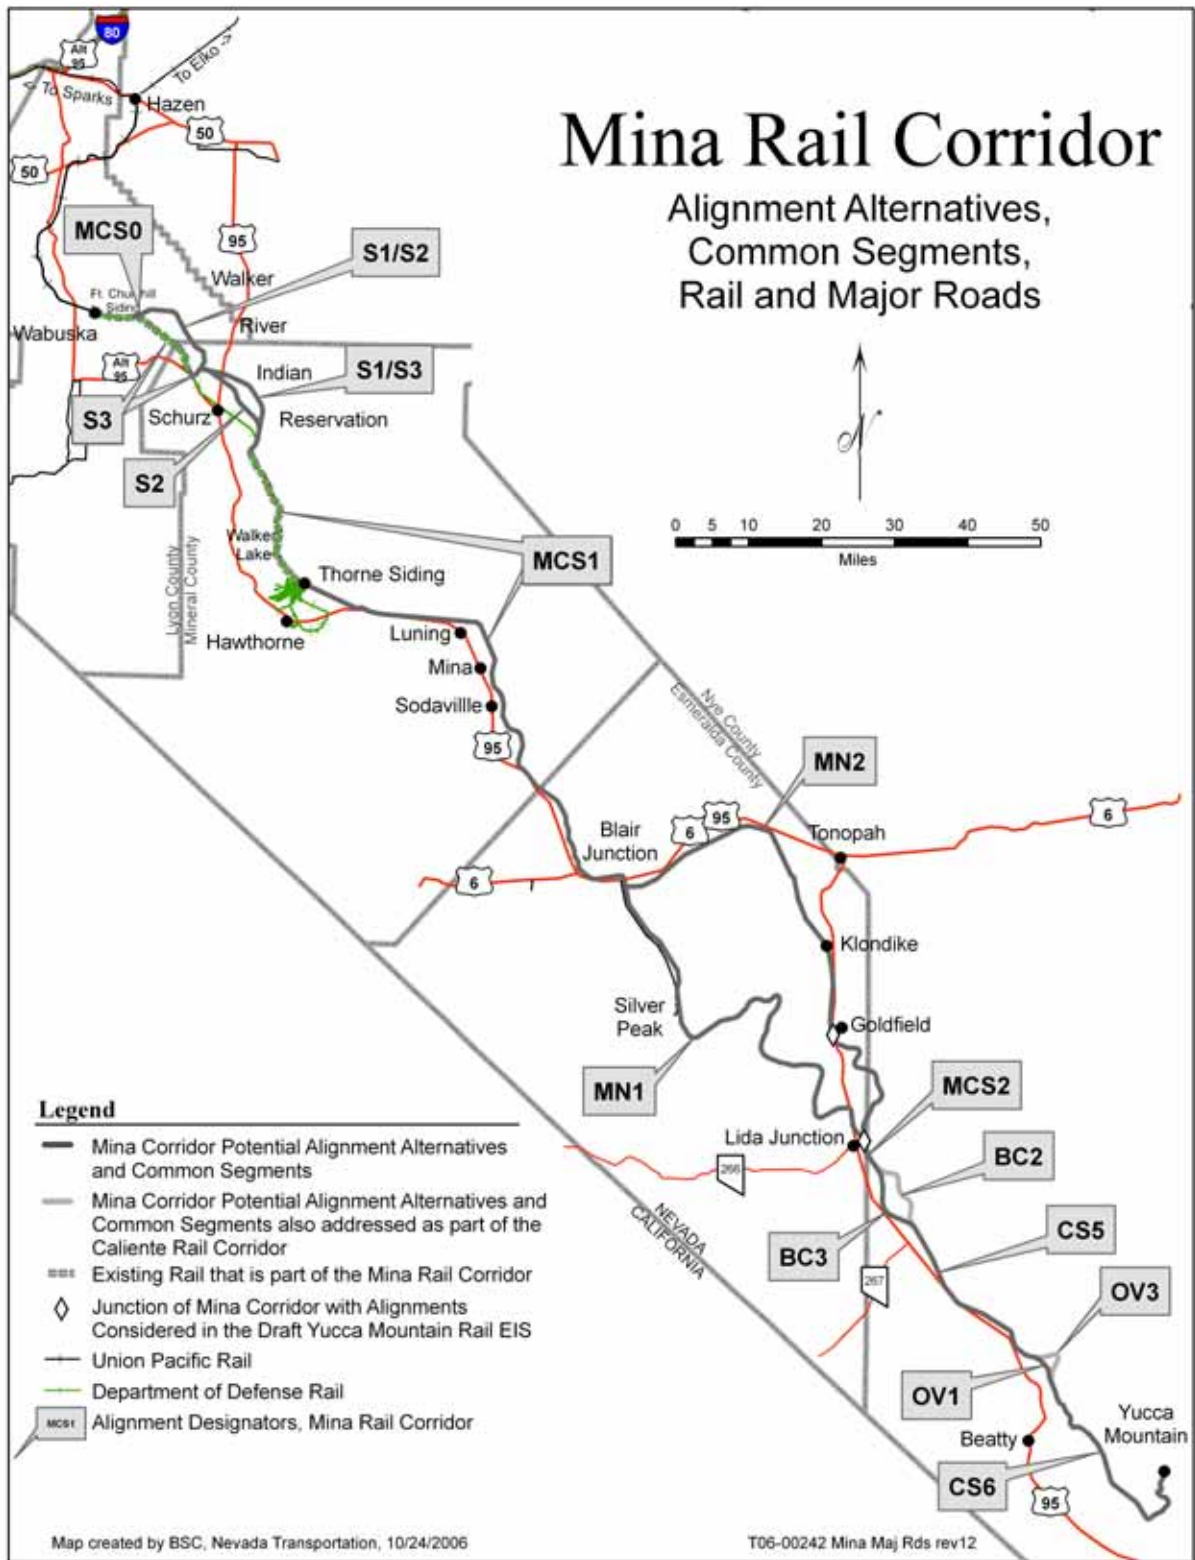 Mina Rail Corridor
Alignment Alternatives,
Common Segments,
Rail and Major Roads
80
Alt
95
To Elko ->
<- To Sparks
Hazen
50
50
MCS0
95
S1/S2
Walker
Ft. Churchill
Siding
River
Wabuska
Alt
95
Indian
S1/S3
S3
Schurz
Reservation
S2
N
0 5 10 20 30 40 50
Miles
Walker
Lake
MCS1
Thorne Siding
Lyon County
Mineral County
Hawthorne
Luning
Mina
Sodavillle
95
Nye County
Esmeralda County
MN2
Blair
Junction
6
95
Tonopah
6
6
Klondike
Silver
Peak
Goldfield
MN1
MCS2
Lida Junction
266
BC2
NEVADA
CALIFORNIA
BC3
267
CS5
OV3
OV1
Yucca
Mountain
Beatty
CS6
95
Legend
Mina Corridor Potential Alignment Alternatives
and Common Segments
Mina Corridor Potential Alignment Alternatives and
Common Segments also addressed as part of the
Caliente Rail Corridor
Existing Rail that is part of the Mina Rail Corridor
Junction of Mina Corridor with Alignments
Considered in the Draft Yucca Mountain Rail EIS
Union Pacific Rail
Department of Defense Rail
MCS1
Alignment Designators, Mina Rail Corridor
Map created by BSC, Nevada Transportation, 10/24/2006
T06-00242 Mina Maj Rds rev12